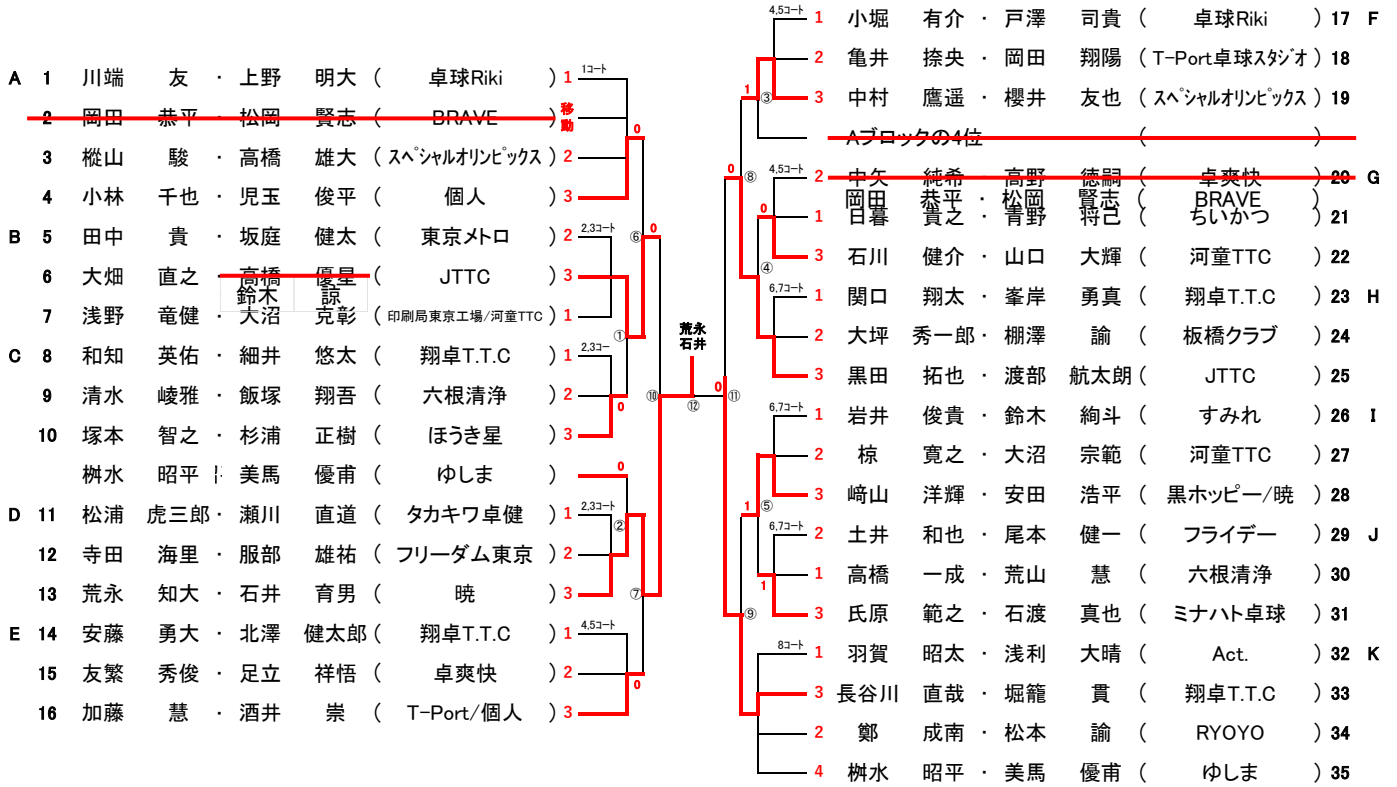 A 1 川端 友 ・ 上野 明大 ( 卓球Riki ) 1 1コート
2 岡田 恭平 ・ 松岡 賢志 ( BRAVE ) 移動
3 樅山 駿 ・ 高橋 雄大 ( スペシャルオリンピックス ) 2
4 小林 千也 ・ 児玉 俊平 ( 個人 ) 3
B 5 田中 貴 ・ 坂庭 健太 ( 東京メトロ ) 2 2,3コート
6 大畑 直之 ・ 高橋 優星 ( JTTC ) 3
鈴木 諒
7 浅野 竜健 ・ 大沼 克彰 ( 印刷局東京工場/河童TTC ) 1
C 8 和知 英佑 ・ 細井 悠太 ( 翔卓T.T.C ) 1 2,3コー
9 清水 崚雅 ・ 飯塚 翔吾 ( 六根清浄 ) 2
10 塚本 智之 ・ 杉浦 正樹 ( ほうき星 ) 3
桝水 昭平 美馬 優甫 ( ゆしま )
D 11 松浦 虎三郎 ・ 瀬川 直道 ( タカキワ卓健 ) 1 2,3コート
12 寺田 海里 ・ 服部 雄祐 ( フリーダム東京 ) 2
13 荒永 知大 ・ 石井 育男 ( 暁 ) 3
E 14 安藤 勇大 ・ 北澤 健太郎 ( 翔卓T.T.C ) 1 4,5コート
15 友繁 秀俊 ・ 足立 祥悟 ( 卓爽快 ) 2
16 加藤 慧 ・ 酒井 崇 ( T-Port/個人 ) 3
0
0
⑥
①
0
0
②
⑦
0
⑩
荒永
石井
⑫
0
⑪
0
⑧
1
③
0
④
1
⑤
1
⑨
4,5コート 1 小堀 有介 ・ 戸澤 司貴 ( 卓球Riki ) 17 F
2 亀井 捺央 ・ 岡田 翔陽 ( T-Port卓球スタジオ ) 18
3 中村 鷹遥 ・ 櫻井 友也 ( スペシャルオリンピックス ) 19
Aブロックの4位 ( )
4,5コート 2 中矢 純希 ・ 高野 徳嗣 ( 卓爽快 ) 20 G
岡田 恭平 ・ 松岡 賢志 ( BRAVE )
1 日暮 貴之 ・ 青野 将己 ( ちいかつ ) 21
3 石川 健介 ・ 山口 大輝 ( 河童TTC ) 22
6,7コート 1 関口 翔太 ・ 峯岸 勇真 ( 翔卓T.T.C ) 23 H
2 大坪 秀一郎 ・ 棚澤 諭 ( 板橋クラブ ) 24
3 黒田 拓也 ・ 渡部 航太朗 ( JTTC ) 25
6,7コート 1 岩井 俊貴 ・ 鈴木 絢斗 ( すみれ ) 26 I
2 椋 寛之 ・ 大沼 宗範 ( 河童TTC ) 27
3 﨑山 洋輝 ・ 安田 浩平 ( 黒ホッピー/暁 ) 28
6,7コート 2 土井 和也 ・ 尾本 健一 ( フライデー ) 29 J
1 高橋 一成 ・ 荒山 慧 ( 六根清浄 ) 30
3 氏原 範之 ・ 石渡 真也 ( ミナハト卓球 ) 31
8コート 1 羽賀 昭太 ・ 浅利 大晴 ( Act. ) 32 K
3 長谷川 直哉 ・ 堀籠 貫 ( 翔卓T.T.C ) 33
2 鄭 成南 ・ 松本 諭 ( RYOYO ) 34
4 桝水 昭平 ・ 美馬 優甫 ( ゆしま ) 35